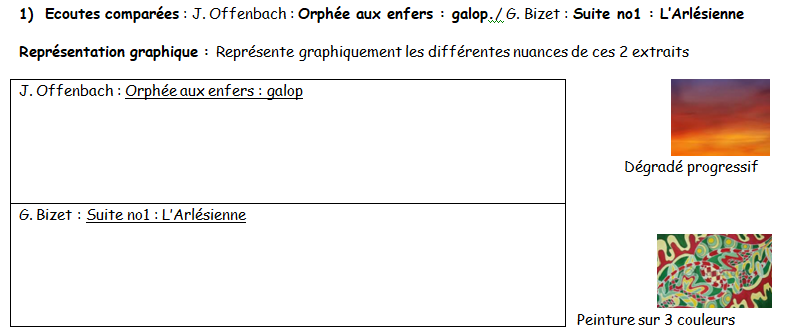 1) Ecoutes comparées : J. Offenbach : Orphée aux enfers : galop./ G. Bizet : Suite no1 : L'Arlésienne
Représentation graphique : Représente graphiquement les différentes nuances de ces 2 extraits
J. Offenbach : Orphée aux enfers : galop
Dégradé progressif
G. Bizet : Suite no1 : L'Arlésienne
Peinture sur 3 couleurs